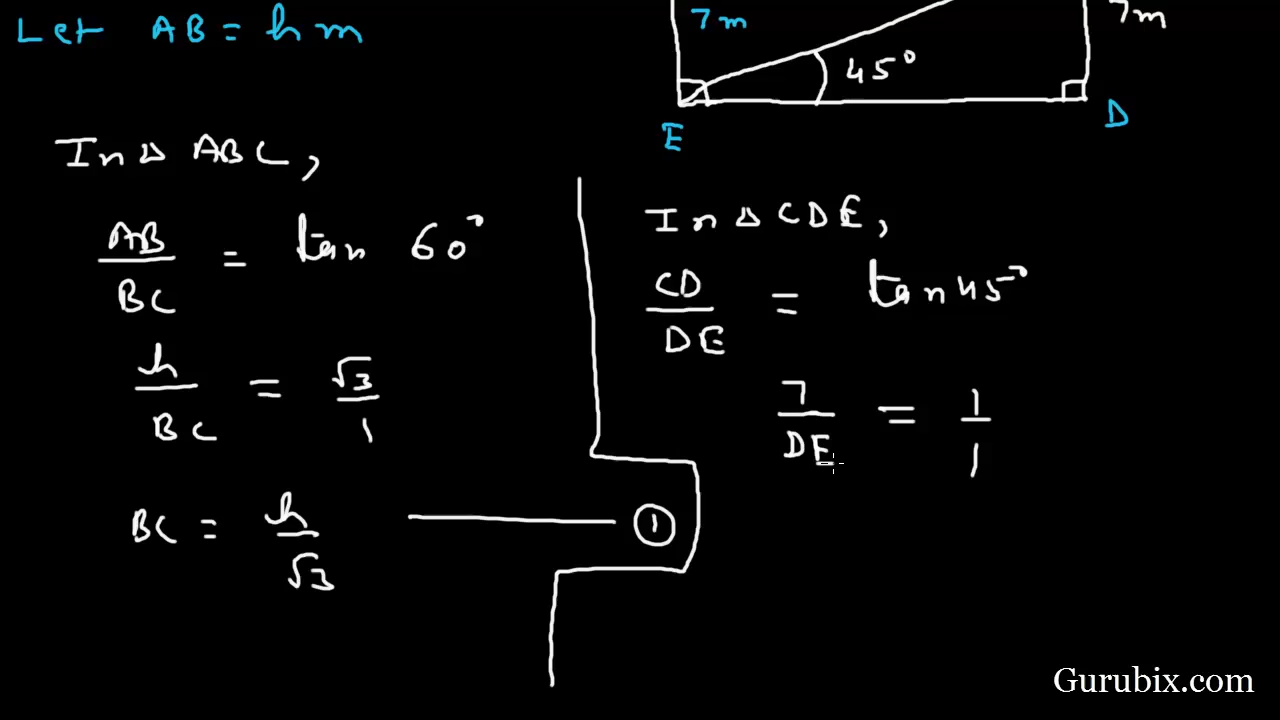 Let AB = h m
7m
7m
45°
E
D
In △ ABC,
AB/BC = tan 60°
h/BC = √3/1
BC = h/√3 ——— ①
In △ CDE,
CD/DE = tan 45°
7/DE = 1/1
Gurubix.com